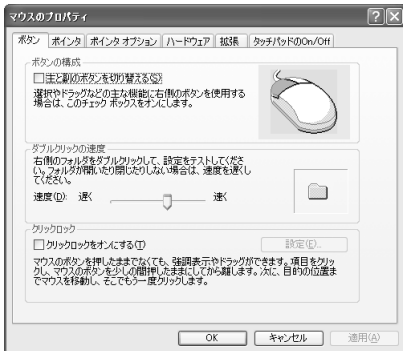 マウスのプロパティ
ボタン ポインタ ポインタ オプション ハードウェア 拡張 タッチパッドのOn/Off
ボタンの構成
主と副のボタンを切り替える(S)
選択やドラッグなどの主な機能に右側のボタンを使用する
場合は、このチェック ボックスをオンにします。
ダブルクリックの速度
右側のフォルダをダブルクリックして、設定をテストしてくださ
い。フォルダが開いたり閉じたりしない場合は、速度を遅くし
てください。
速度(D): 遅く 速く
クリックロック
クリックロックをオンにする(T) 設定(E)...
マウスのボタンを押したままでなくても、強調表示やドラッグができます。項目をクリッ
クし、マウスのボタンを少しの間押したままにしてから離します。次に、目的の位置ま
でマウスを移動し、そこでもう一度クリックします。
OK キャンセル 適用(A)